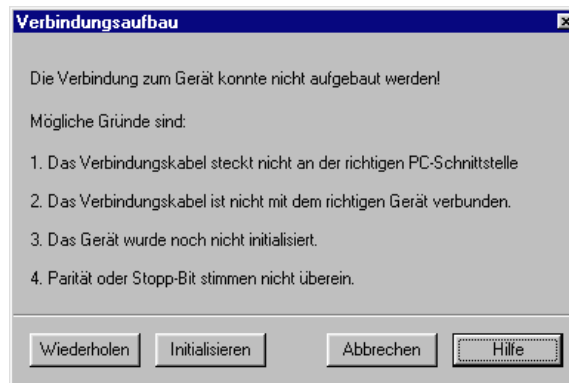 Verbindungsaufbau
Die Verbindung zum Gerät konnte nicht aufgebaut werden!
Mögliche Gründe sind:
1. Das Verbindungskabel steckt nicht an der richtigen PC-Schnittstelle
2. Das Verbindungskabel ist nicht mit dem richtigen Gerät verbunden.
3. Das Gerät wurde noch nicht initialisiert.
4. Parität oder Stopp-Bit stimmen nicht überein.
Wiederholen Initialisieren Abbrechen Hilfe